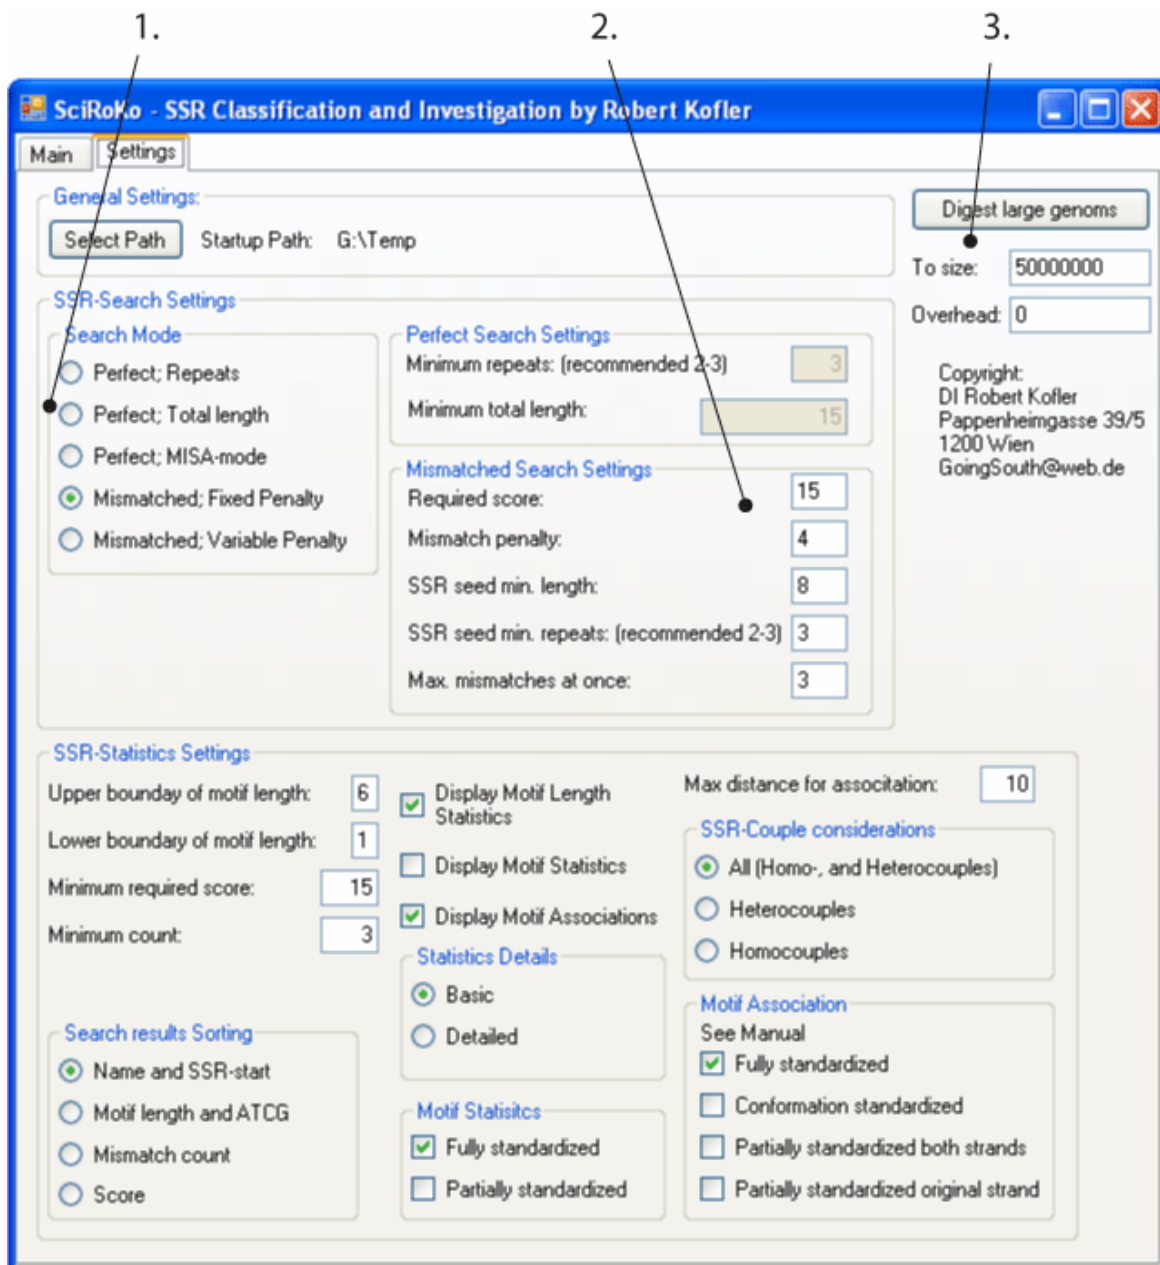 1.
2.
3.
SciRoKo - SSR Classification and Investigation by Robert Kofler
Main
Settings
General Settings:
Select Path
Startup Path:
G:\Temp
Digest large genoms
To size:
50000000
Overhead:
0
Copyright:
DI Robert Kofler
Pappenheimgasse 39/5
1200 Wien
GoingSouth@web.de
SSR-Search Settings
Search Mode
Perfect; Repeats
Perfect; Total length
Perfect; MISA-mode
Mismatched; Fixed Penalty
Mismatched; Variable Penalty
Perfect Search Settings
Minimum repeats: (recommended 2-3)
3
Minimum total length:
15
Mismatched Search Settings
Required score:
15
Mismatch penalty:
4
SSR seed min. length:
8
SSR seed min. repeats: (recommended 2-3)
3
Max. mismatches at once:
3
SSR-Statistics Settings
Upper bounday of motif length:
6
Lower boundary of motif length:
1
Minimum required score:
15
Minimum count:
3
Display Motif Length
Statistics
Display Motif Statistics
Display Motif Associations
Max distance for associtation:
10
SSR-Couple considerations
All (Homo-, and Heterocouples)
Heterocouples
Homocouples
Statistics Details
Basic
Detailed
Search results Sorting
Name and SSR-start
Motif length and ATCG
Mismatch count
Score
Motif Statisitcs
Fully standardized
Partially standardized
Motif Association
See Manual
Fully standardized
Conformation standardized
Partially standardized both strands
Partially standardized original strand